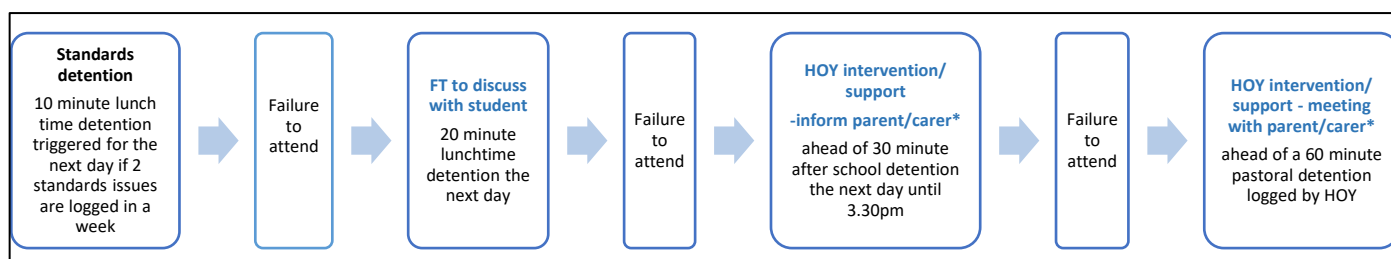 Standards
detention
10 minute lunch
time detention
triggered for the
next day if 2
standards issues
are logged in a
week
Failure
to
attend
FT to discuss
with student
20 minute
lunchtime
detention the
next day
Failure
to
attend
HOY intervention/
support
-inform parent/carer*
ahead of 30 minute
after school detention
the next day until
3.30pm
Failure
to
attend
HOY intervention/
support - meeting
with parent/carer*
ahead of a 60 minute
pastoral detention
logged by HOY